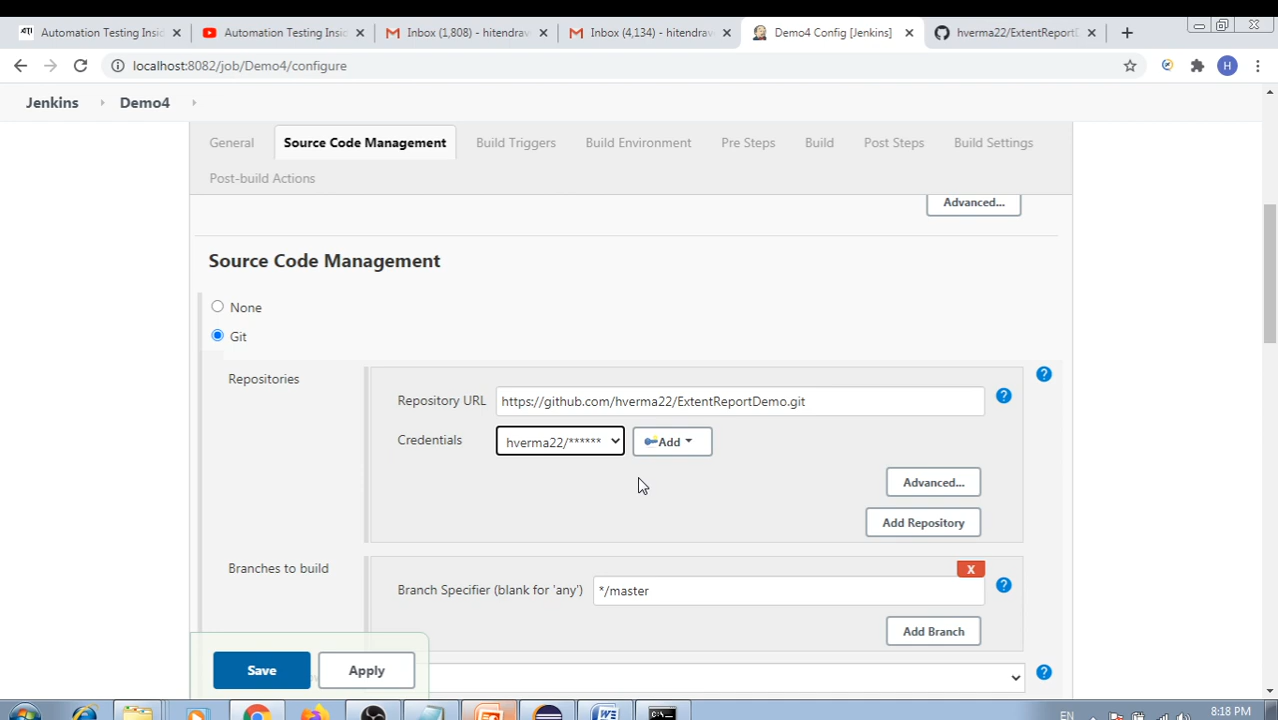 Automation Testing Insi
Automation Testing Insi
Inbox (1,808) - hitendrav
Inbox (4,134) - hitendrav
Demo4 Config [Jenkins]
hverma22/ExtentReportD
localhost:8082/job/Demo4/configure
H
Jenkins
Demo4
General
Source Code Management
Build Triggers
Build Environment
Pre Steps
Build
Post Steps
Build Settings
Post-build Actions
Advanced...
Source Code Management
None
Git
Repositories
Repository URL
https://github.com/hverma22/ExtentReportDemo.git
Credentials
hverma22/******
Add
Advanced...
Add Repository
Branches to build
X
Branch Specifier (blank for 'any')
*/master
Add Branch
Save
Apply
EN
8:18 PM